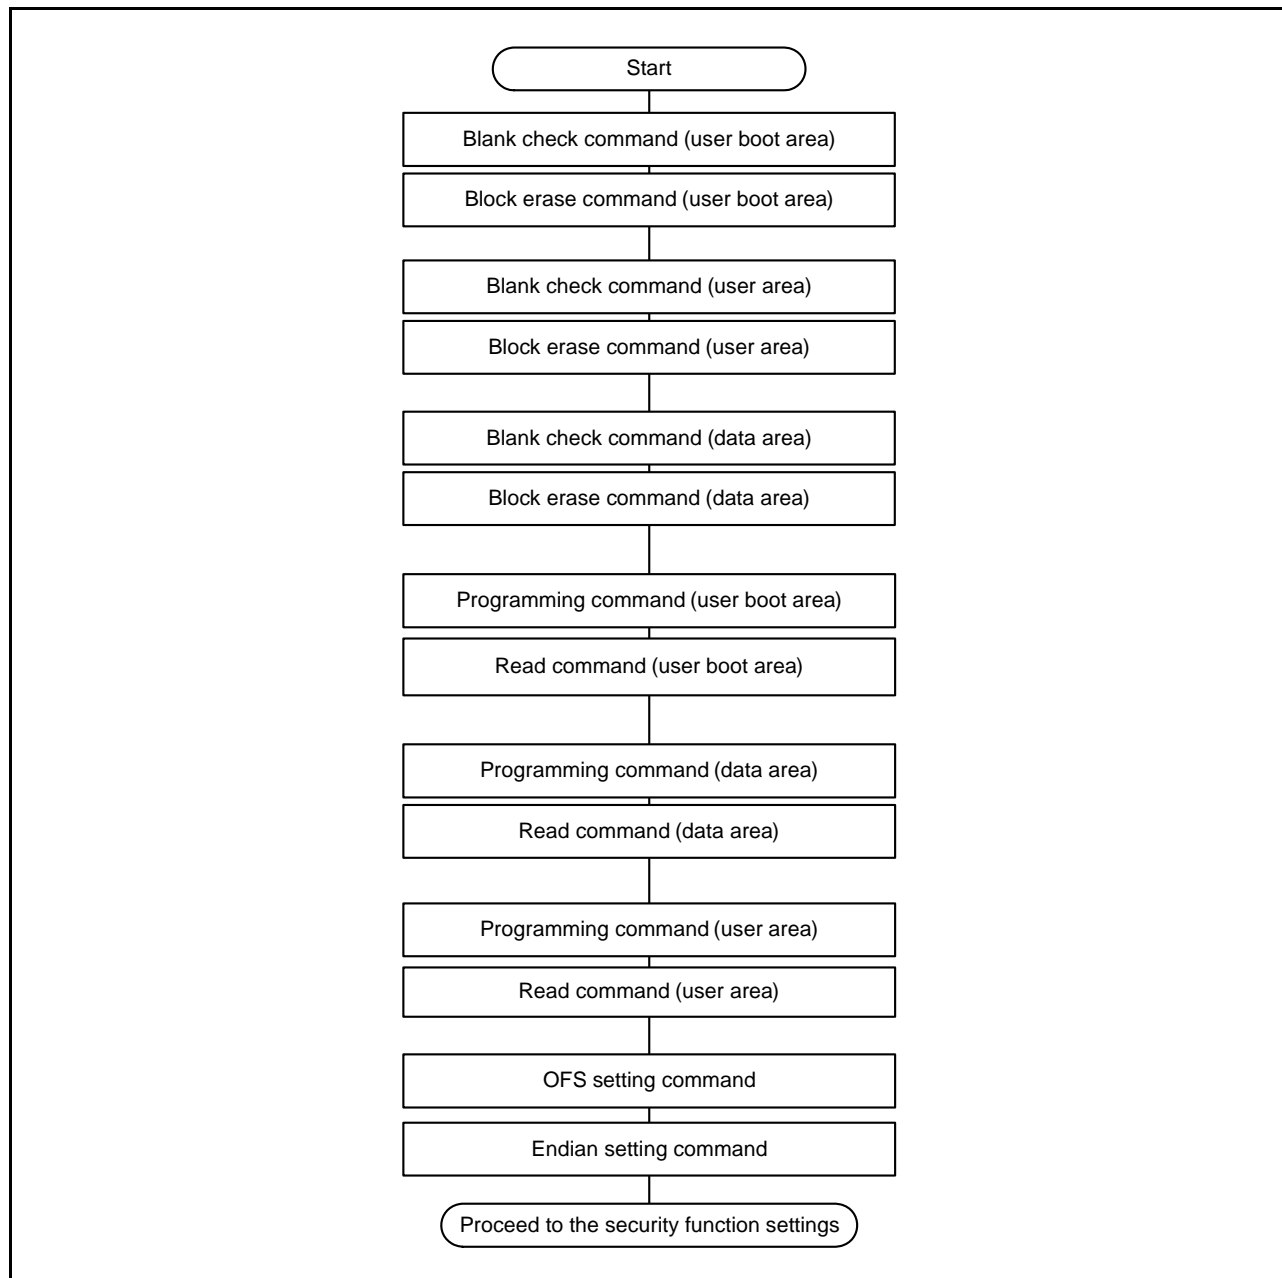 Start
Blank check command (user boot area)
Block erase command (user boot area)
Blank check command (user area)
Block erase command (user area)
Blank check command (data area)
Block erase command (data area)
Programming command (user boot area)
Read command (user boot area)
Programming command (data area)
Read command (data area)
Programming command (user area)
Read command (user area)
OFS setting command
Endian setting command
Proceed to the security function settings